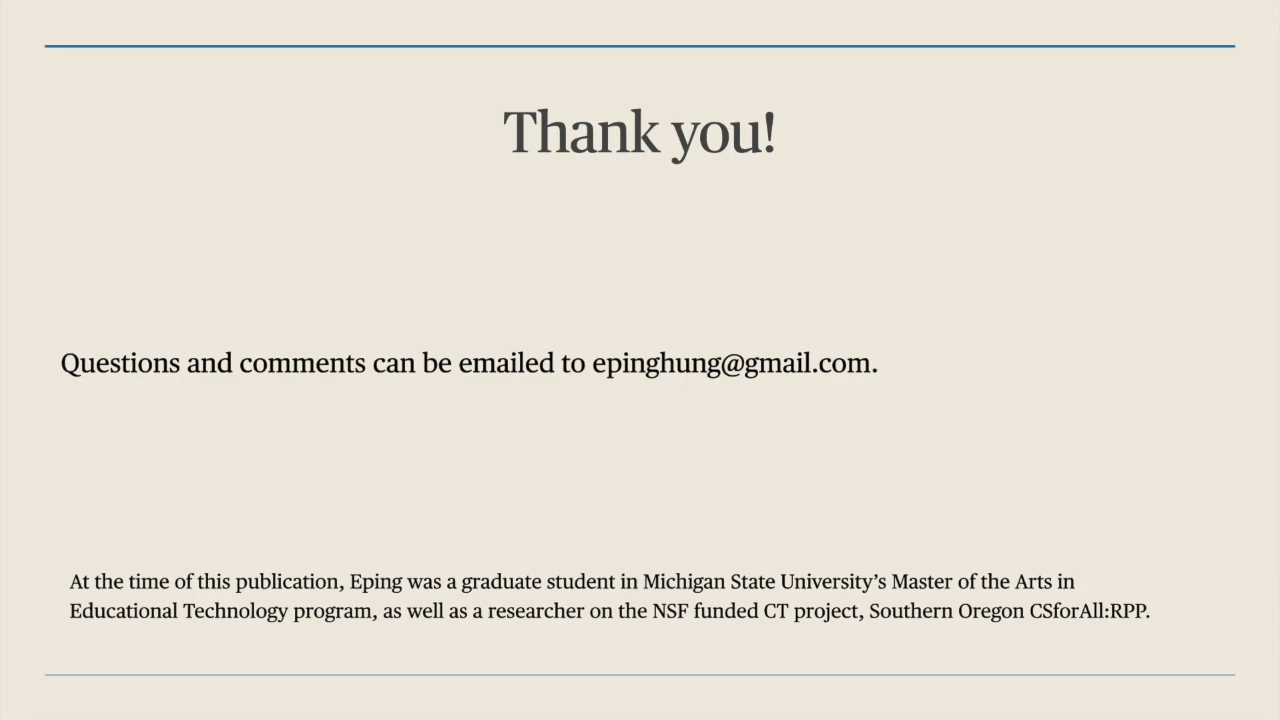 Thank you!
Questions and comments can be emailed to epinghung@gmail.com.
At the time of this publication, Eping was a graduate student in Michigan State University’s Master of the Arts in
Educational Technology program, as well as a researcher on the NSF funded CT project, Southern Oregon CSforAll:RPP.